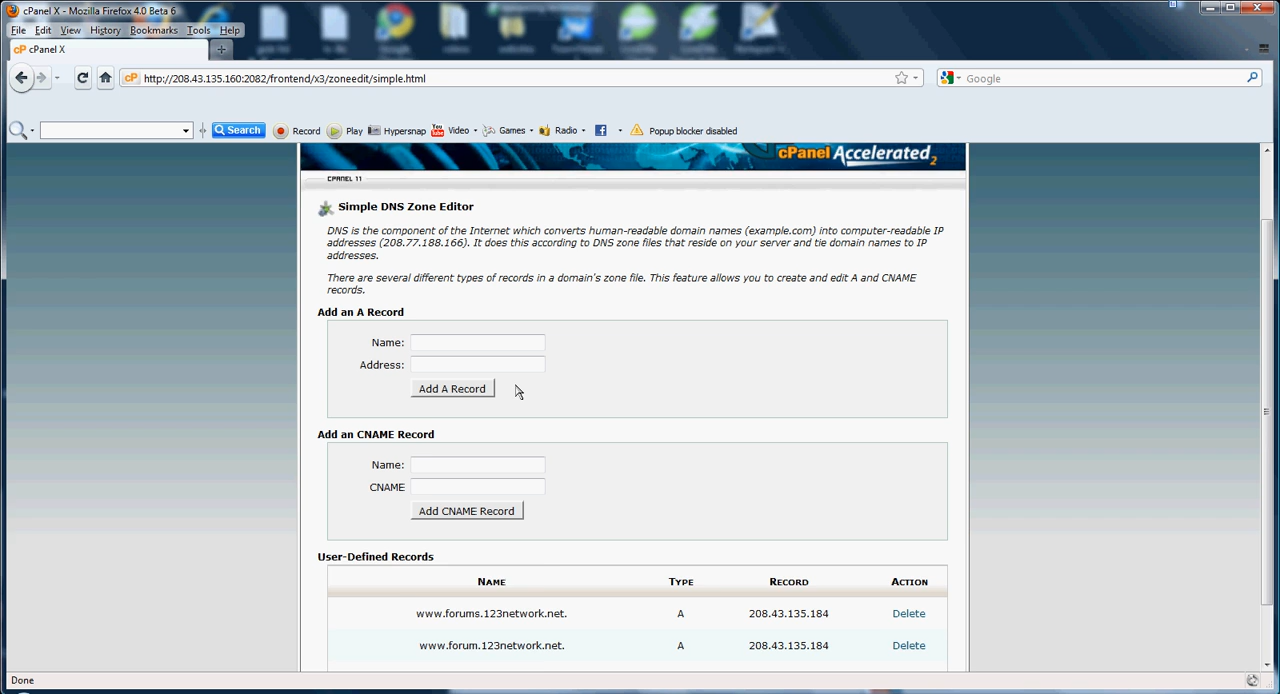 cPanel X - Mozilla Firefox 4.0 Beta 6
File Edit View History Bookmarks Tools Help
cP cPanel X
cP http://208.43.135.160:2082/frontend/x3/zoneedit/simple.html
Google
Search Record Play Hypersnap Video Games Radio Popup blocker disabled
cPanel Accelerated2
CPANEL 11
Simple DNS Zone Editor
DNS is the component of the Internet which converts human-readable domain names (example.com) into computer-readable IP
addresses (208.77.188.166). It does this according to DNS zone files that reside on your server and tie domain names to IP
addresses.
There are several different types of records in a domain's zone file. This feature allows you to create and edit A and CNAME
records.
Add an A Record
Name:
Address:
Add A Record
Add an CNAME Record
Name:
CNAME
Add CNAME Record
User-Defined Records
NAME TYPE RECORD ACTION
www.forums.123network.net. A 208.43.135.184 Delete
www.forum.123network.net. A 208.43.135.184 Delete
Done